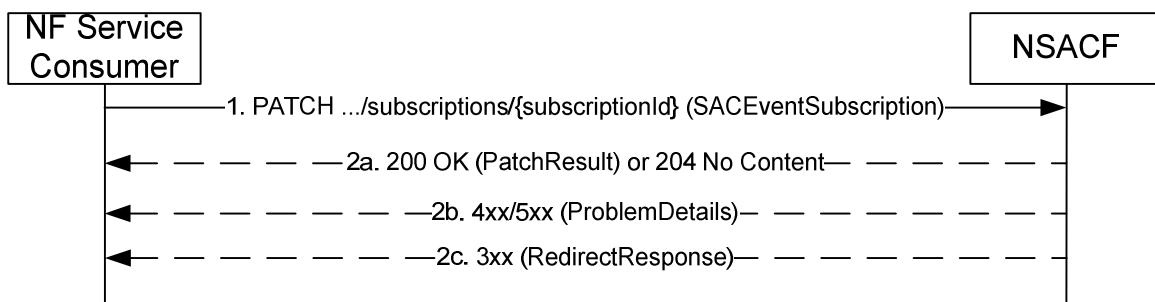 NF Service
Consumer
NSACF
1. PATCH .../subscriptions/{subscriptionId} (SACEventSubscription)
2a. 200 OK (PatchResult) or 204 No Content
2b. 4xx/5xx (ProblemDetails)
2c. 3xx (RedirectResponse)